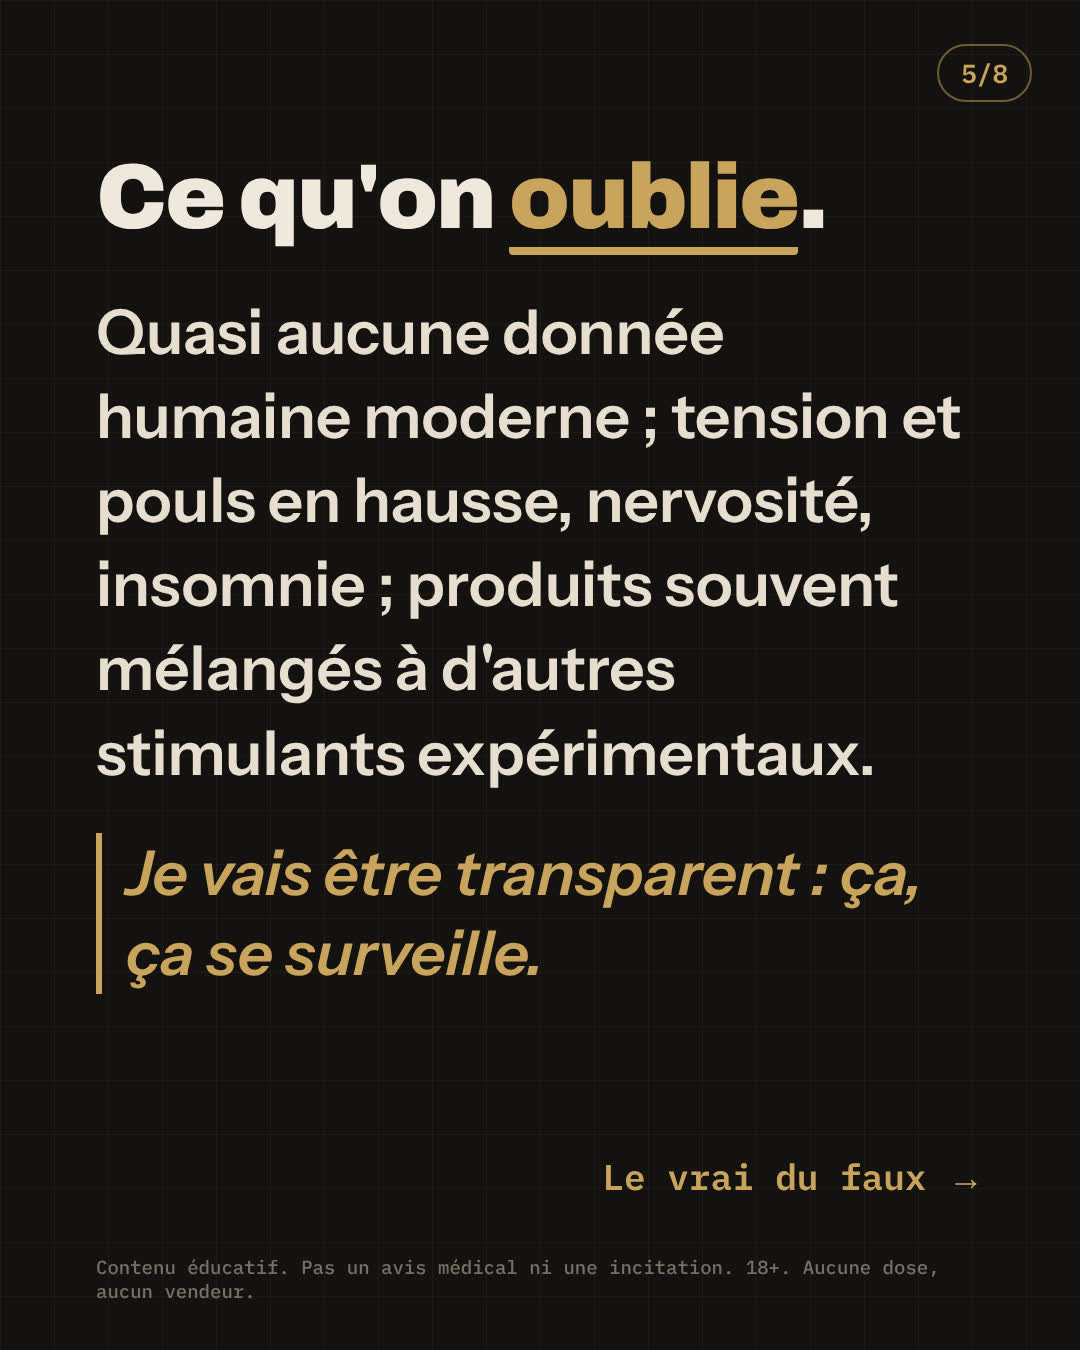 5/8
Ce qu'on oublie.
Quasi aucune donnée
humaine moderne ; tension et
pouls en hausse, nervosité,
insomnie ; produits souvent
mélangés à d'autres
stimulants expérimentaux.
Je vais être transparent : ça,
ça se surveille.
Le vrai du faux →
Contenu éducatif. Pas un avis médical ni une incitation. 18+. Aucune dose,
aucun vendeur.